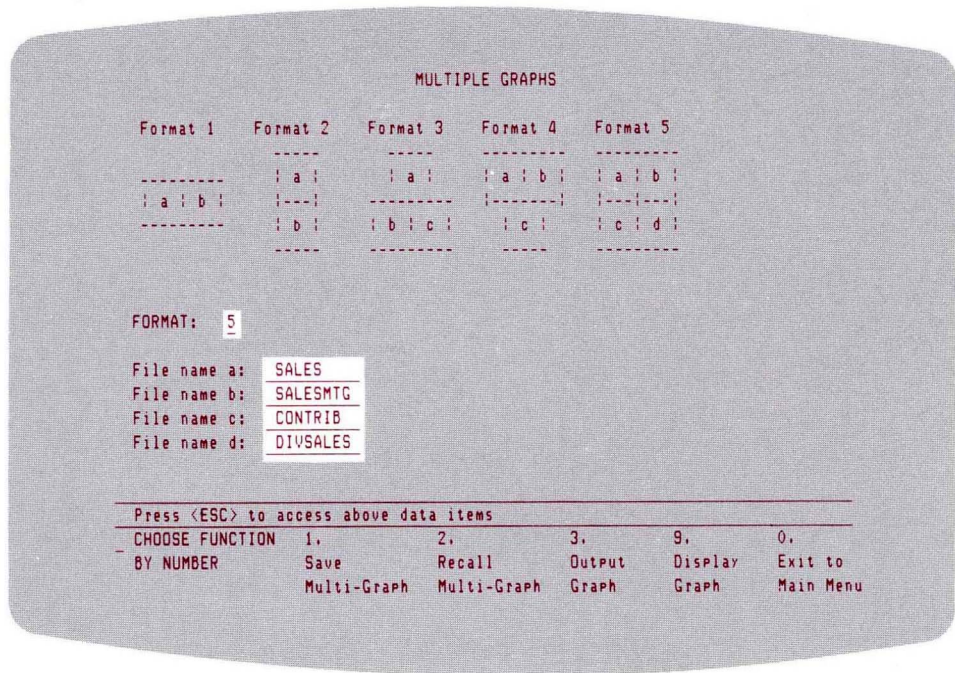 MULTIPLE GRAPHS
Format 1 Format 2 Format 3 Format 4 Format 5
a a a b a b
a b
b b c c c d
FORMAT: 5
File name a: SALES
File name b: SALESMTG
File name c: CONTRIB
File name d: DIVSALES
Press <ESC> to access above data items
CHOOSE FUNCTION 1. 2. 3. 9. 0.
BY NUMBER Save Recall Output Display Exit to
Multi-Graph Multi-Graph Graph Graph Main Menu